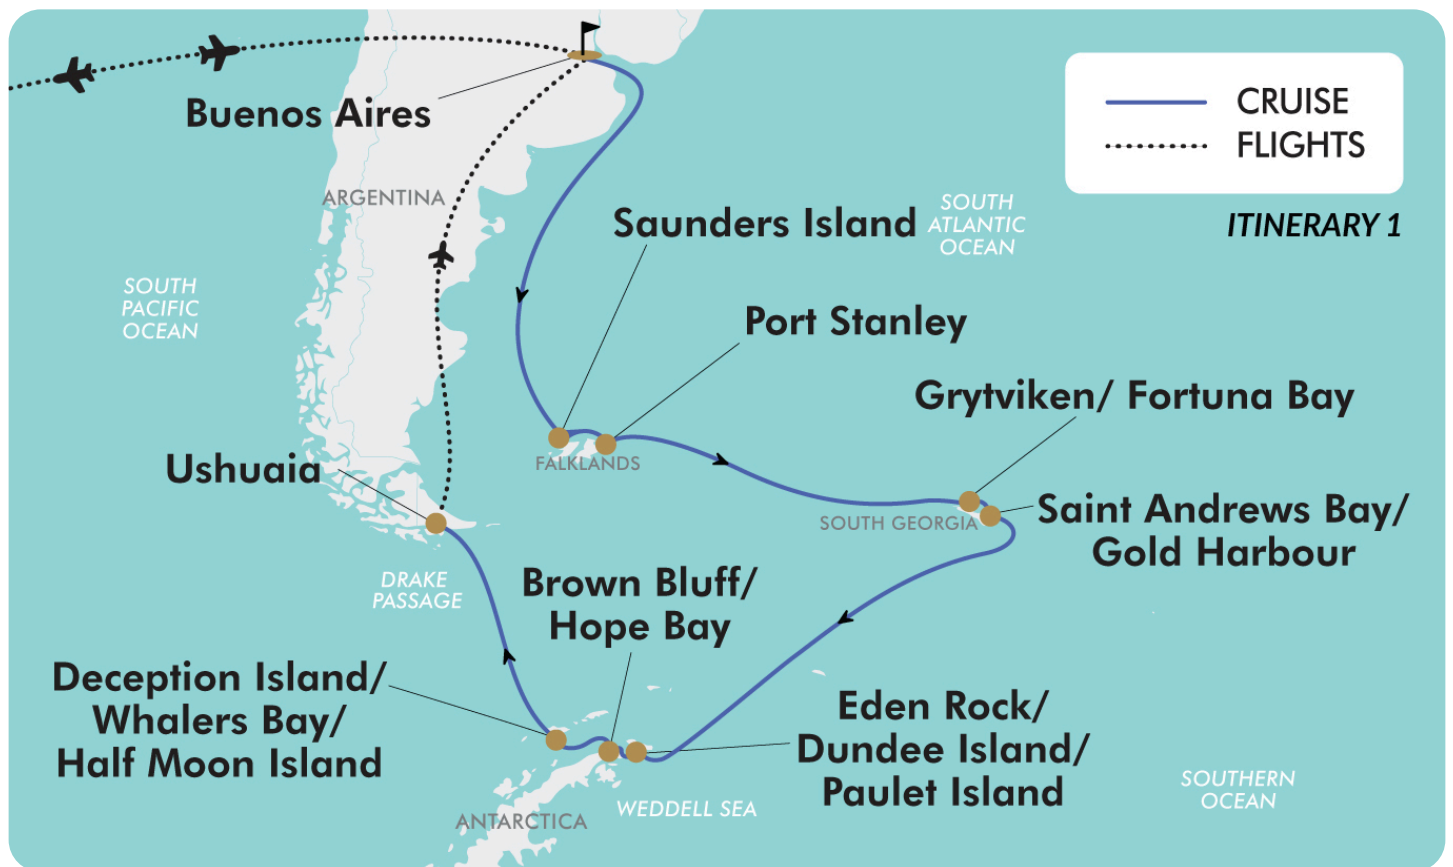 Buenos Aires
CRUISE
FLIGHTS
ITINERARY 1
ARGENTINA
Saunders Island
SOUTH
ATLANTIC
OCEAN
SOUTH
PACIFIC
OCEAN
Port Stanley
Grytviken/ Fortuna Bay
Ushuaia
FALKLANDS
SOUTH GEORGIA
Saint Andrews Bay/
Gold Harbour
DRAKE
PASSAGE
Brown Bluff/
Hope Bay
Deception Island/
Whalers Bay/
Half Moon Island
Eden Rock/
Dundee Island/
Paulet Island
SOUTHERN
OCEAN
WEDDELL SEA
ANTARCTICA